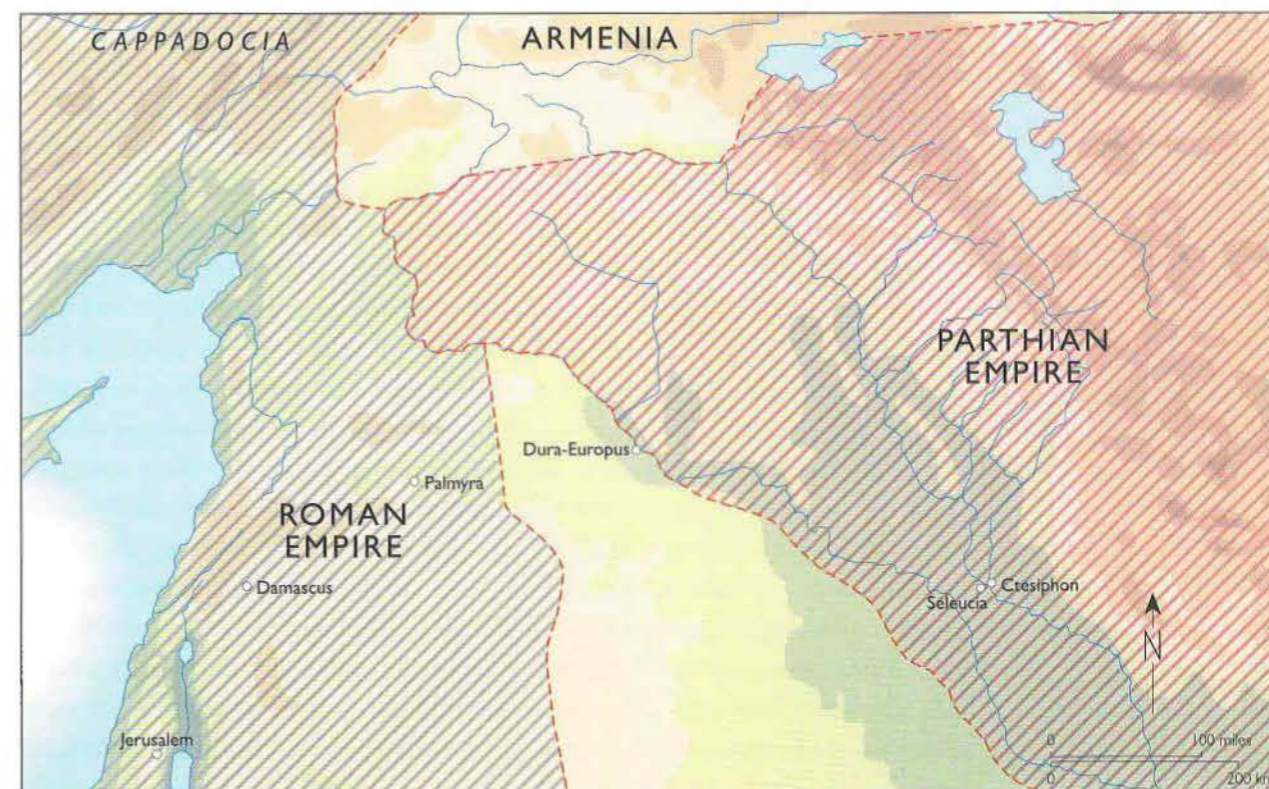 CAPPADOCIA
ARMENIA
PARTHIAN
EMPIRE
Dura-Europus
Palmyra
ROMAN
EMPIRE
Damascus
Ctesiphon
Seleucia
N
Jerusalem
0 100 miles
0 200 km